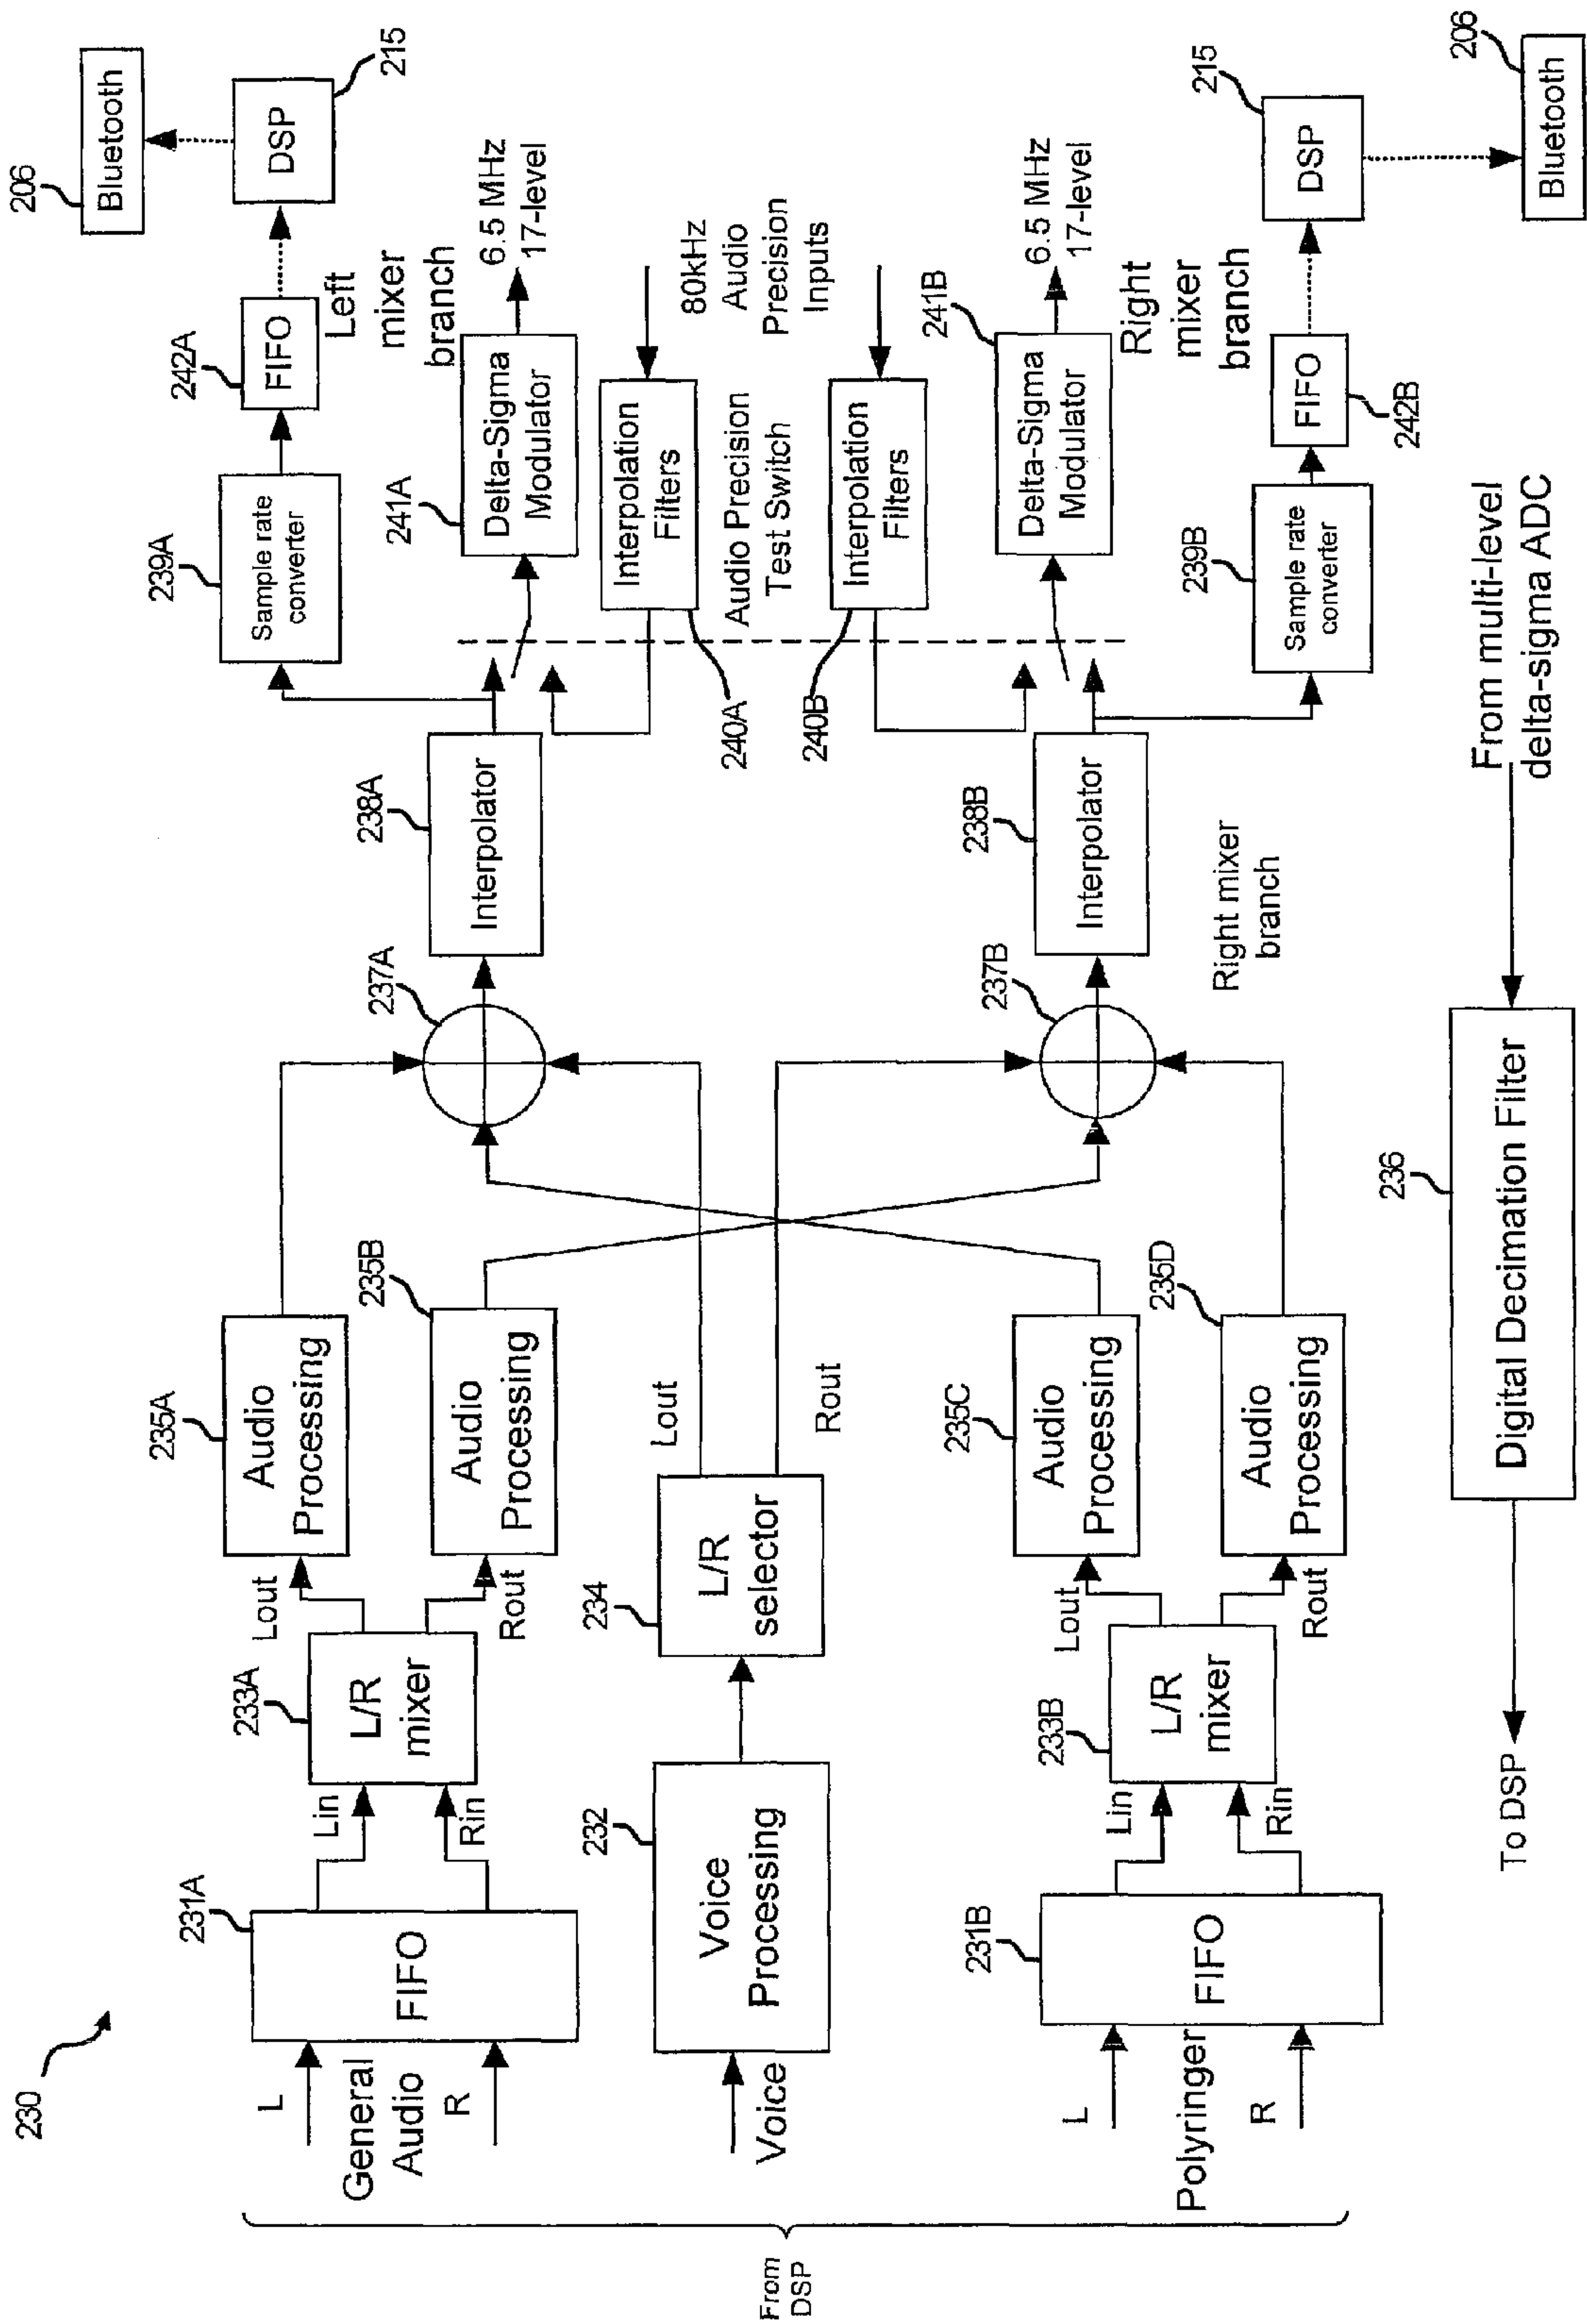 230
From
DSP
L
General
Audio
R
Voice
L
Polyringer
R
231A
FIFO
232
Voice
Processing
231B
FIFO
Lin
Rin
Lin
Rin
233A
L/R
mixer
233B
L/R
mixer
Lout
Rout
234
L/R
selector
Lout
Rout
235A
Audio
Processing
235B
Audio
Processing
Lout
Rout
235C
Audio
Processing
235D
Audio
Processing
237A
237B
Right mixer
branch
238A
Interpolator
238B
Interpolator
239A
Sample rate
converter
242A
FIFO
215
DSP
206
Bluetooth
Left
mixer
branch
241A
Delta-Sigma
Modulator
6.5 MHz
17-level
Interpolation
Filters
240A
Audio Precision
Test Switch
80kHz
Audio
Precision
Inputs
Interpolation
Filters
240B
241B
Delta-Sigma
Modulator
6.5 MHz
17-level
Right
mixer
branch
239B
Sample rate
converter
242B
FIFO
215
DSP
206
Bluetooth
To DSP
236
Digital Decimation Filter
From multi-level
delta-sigma ADC